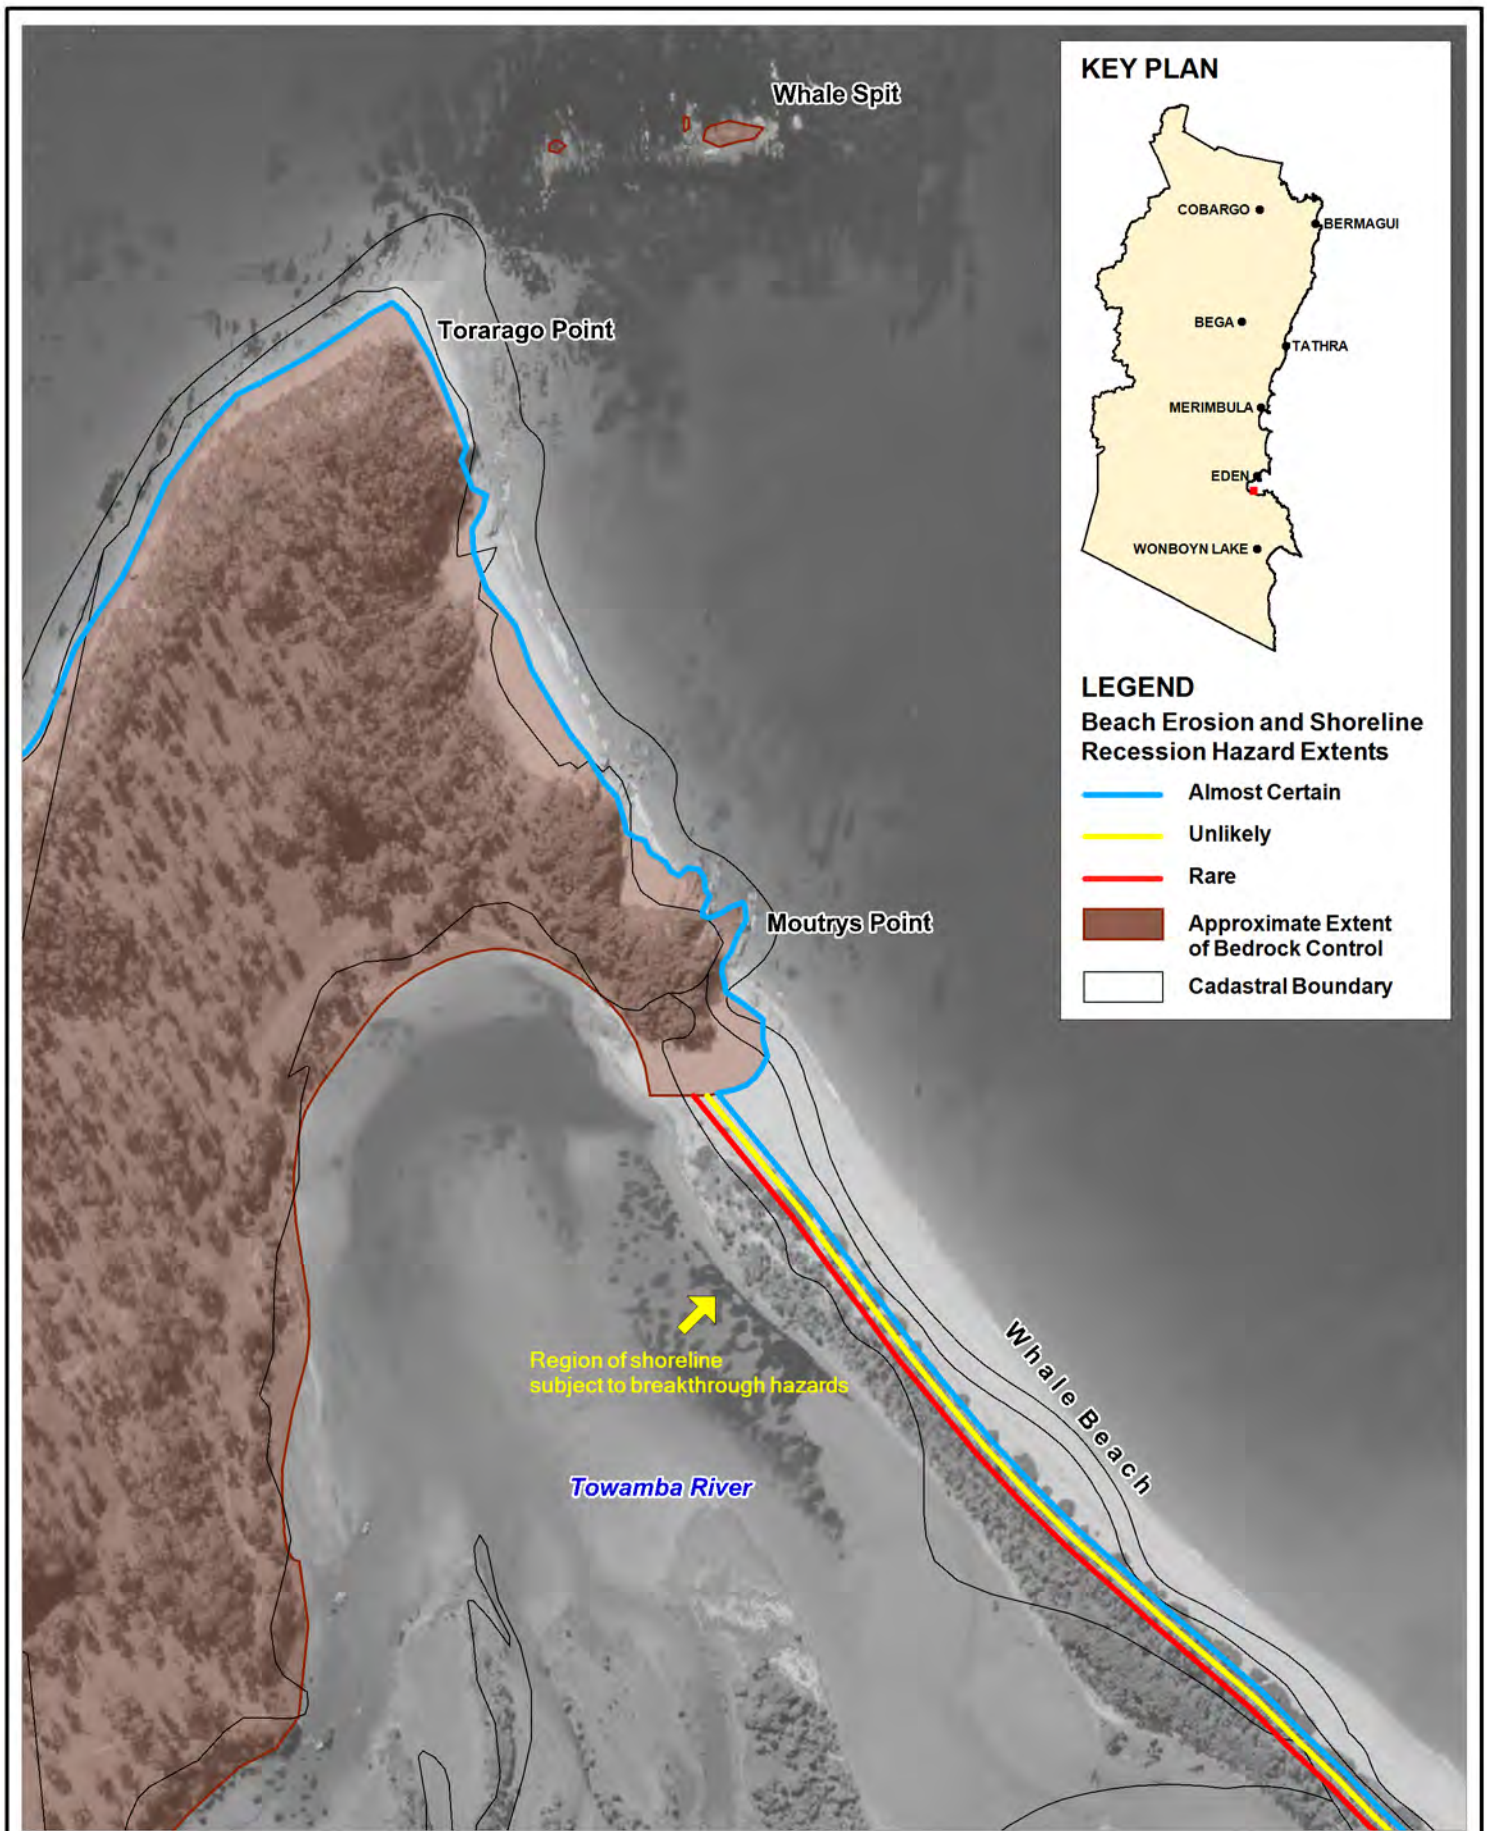 Whale Spit
Torarago Point
Moutrys Point
Region of shoreline
subject to breakthrough hazards
Towamba River
Whale Beach
KEY PLAN
COBARGO
BERMAGUI
BEGA
TATHRA
MERIMBULA
EDEN
WONBOYN LAKE
LEGEND
Beach Erosion and Shoreline
Recession Hazard Extents
Almost Certain
Unlikely
Rare
Approximate Extent
of Bedrock Control
Cadastral Boundary